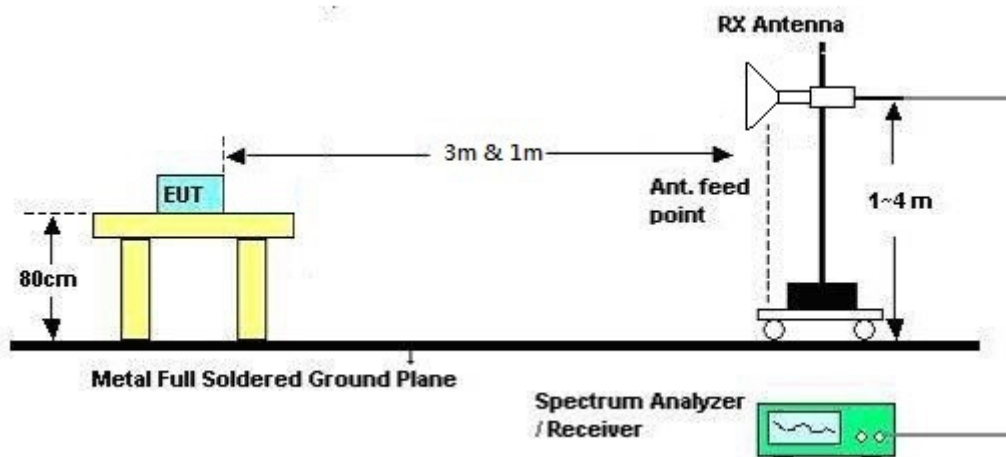 RX Antenna
3m & 1m
EUT
Ant. feed
point
1~4 m
80cm
Metal Full Soldered Ground Plane
Spectrum Analyzer
/ Receiver